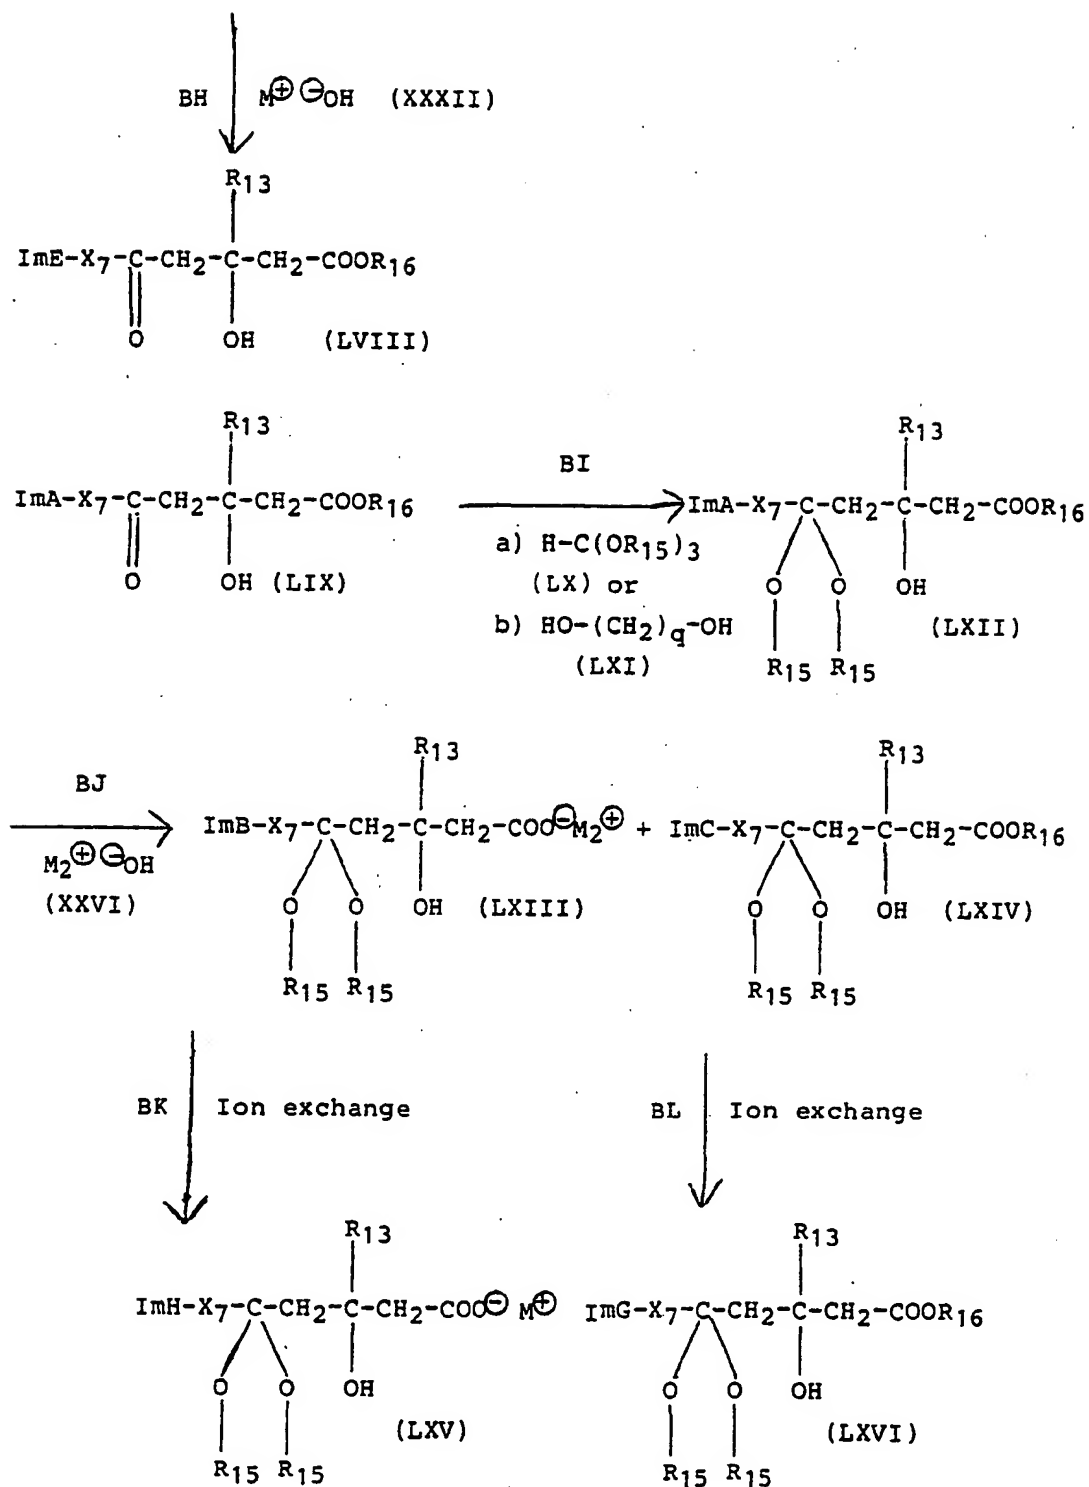 BH M⊕ ⊖OH (XXXII)
R13
ImE-X7-C-CH2-C-CH2-COOR16
O OH (LVIII)
R13
ImA-X7-C-CH2-C-CH2-COOR16
O OH (LIX)
BI
a) H-C(OR15)3
(LX) or
b) HO-(CH2)q-OH
(LXI)
R13
ImA-X7-C-CH2-C-CH2-COOR16
O O OH
(LXII)
R15 R15
BJ
M2⊕ ⊖OH
(XXVI)
R13
ImB-X7-C-CH2-C-CH2-COO⊖M2⊕ +
O O OH (LXIII)
R15 R15
R13
ImC-X7-C-CH2-C-CH2-COOR16
O O OH (LXIV)
R15 R15
BK Ion exchange
BL Ion exchange
R13
ImH-X7-C-CH2-C-CH2-COO⊖ M⊕
O O OH
(LXV)
R15 R15
R13
ImG-X7-C-CH2-C-CH2-COOR16
O O OH
(LXVI)
R15 R15